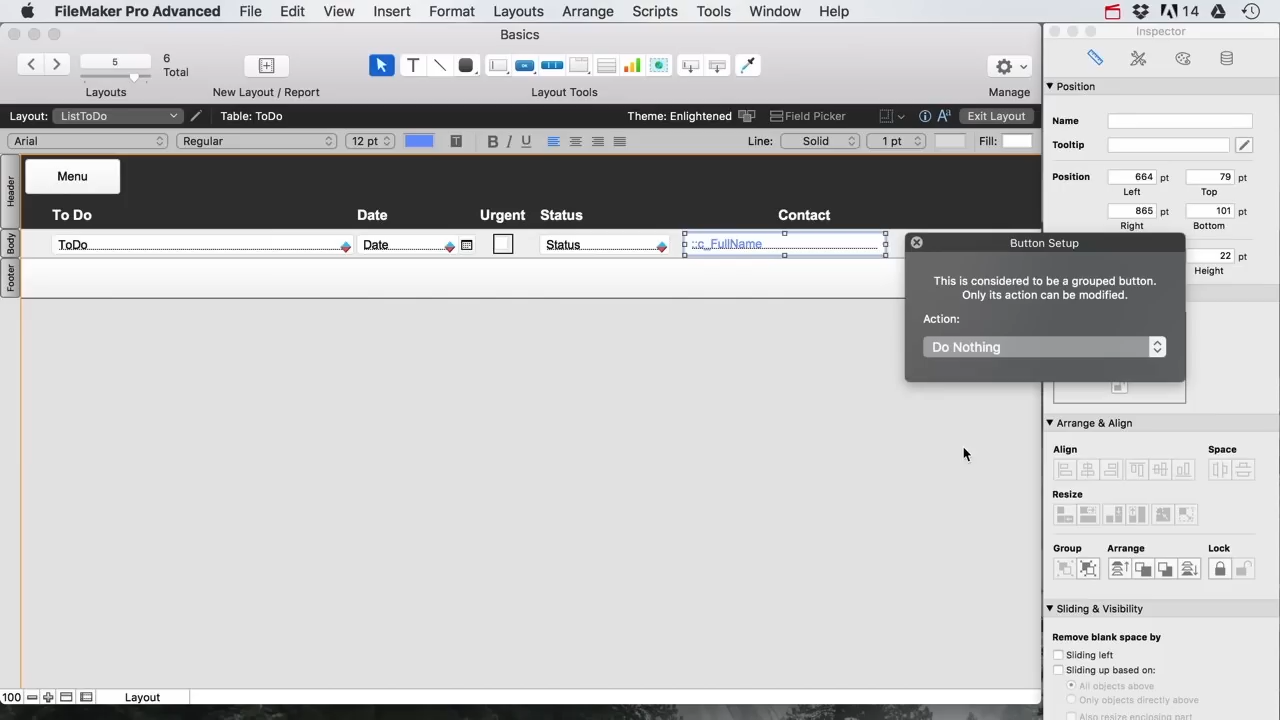 FileMaker Pro Advanced File Edit View Insert Format Layouts Arrange Scripts Tools Window Help 14
Basics
Inspector
5
6
Total
Layouts
New Layout / Report
Layout Tools
Manage
Layout: ListToDo Table: ToDo Theme: Enlightened Field Picker Aª Exit Layout
Arial Regular 12 pt T B I U Line: Solid 1 pt Fill:
Position
Name
Tooltip
Position 664 pt 79 pt
Left Top
865 pt 101 pt
Right Bottom
22 pt
Height
Header
Menu
To Do Date Urgent Status Contact
Body
ToDo Date Status ::c_FullName
Footer
Button Setup
This is considered to be a grouped button.
Only its action can be modified.
Action:
Do Nothing
Arrange & Align
Align Space
Resize
Group Arrange Lock
Sliding & Visibility
Remove blank space by
Sliding left
Sliding up based on:
All objects above
Only objects directly above
Also resize enclosing part
100 Layout